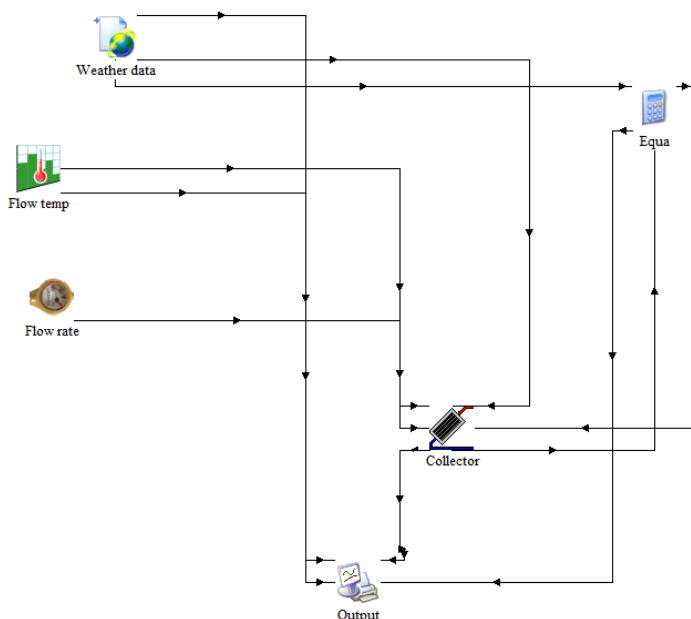 Weather data
Equa
Flow temp
Flow rate
Collector
Output